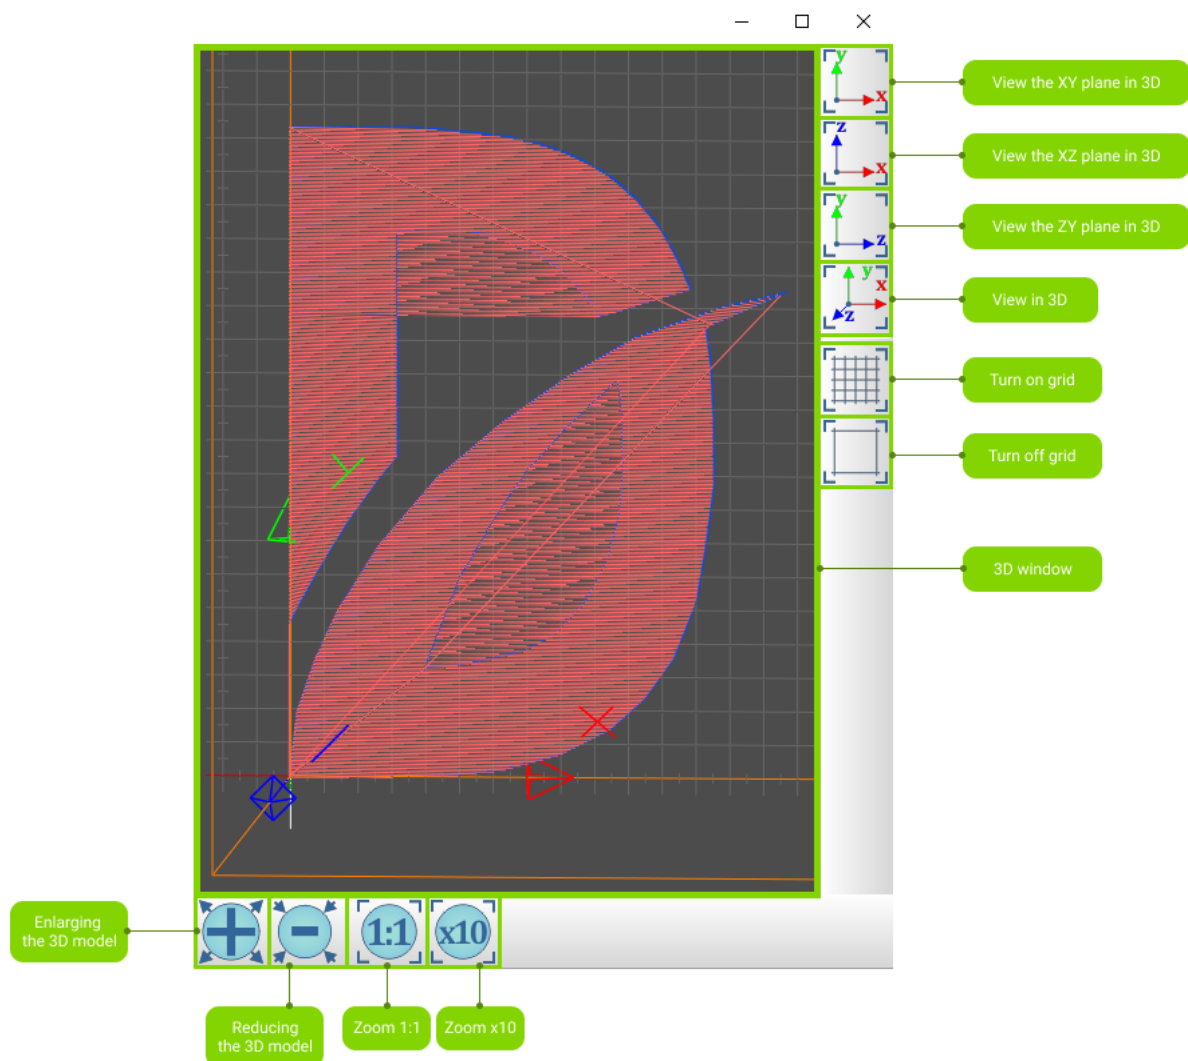 y
x
View the XY plane in 3D
z
x
View the XZ plane in 3D
y
z
View the ZY plane in 3D
y
x
z
View in 3D
Turn on grid
Turn off grid
Y
3D window
X
Enlarging
the 3D model
1:1
x10
Reducing
the 3D model
Zoom 1:1
Zoom x10